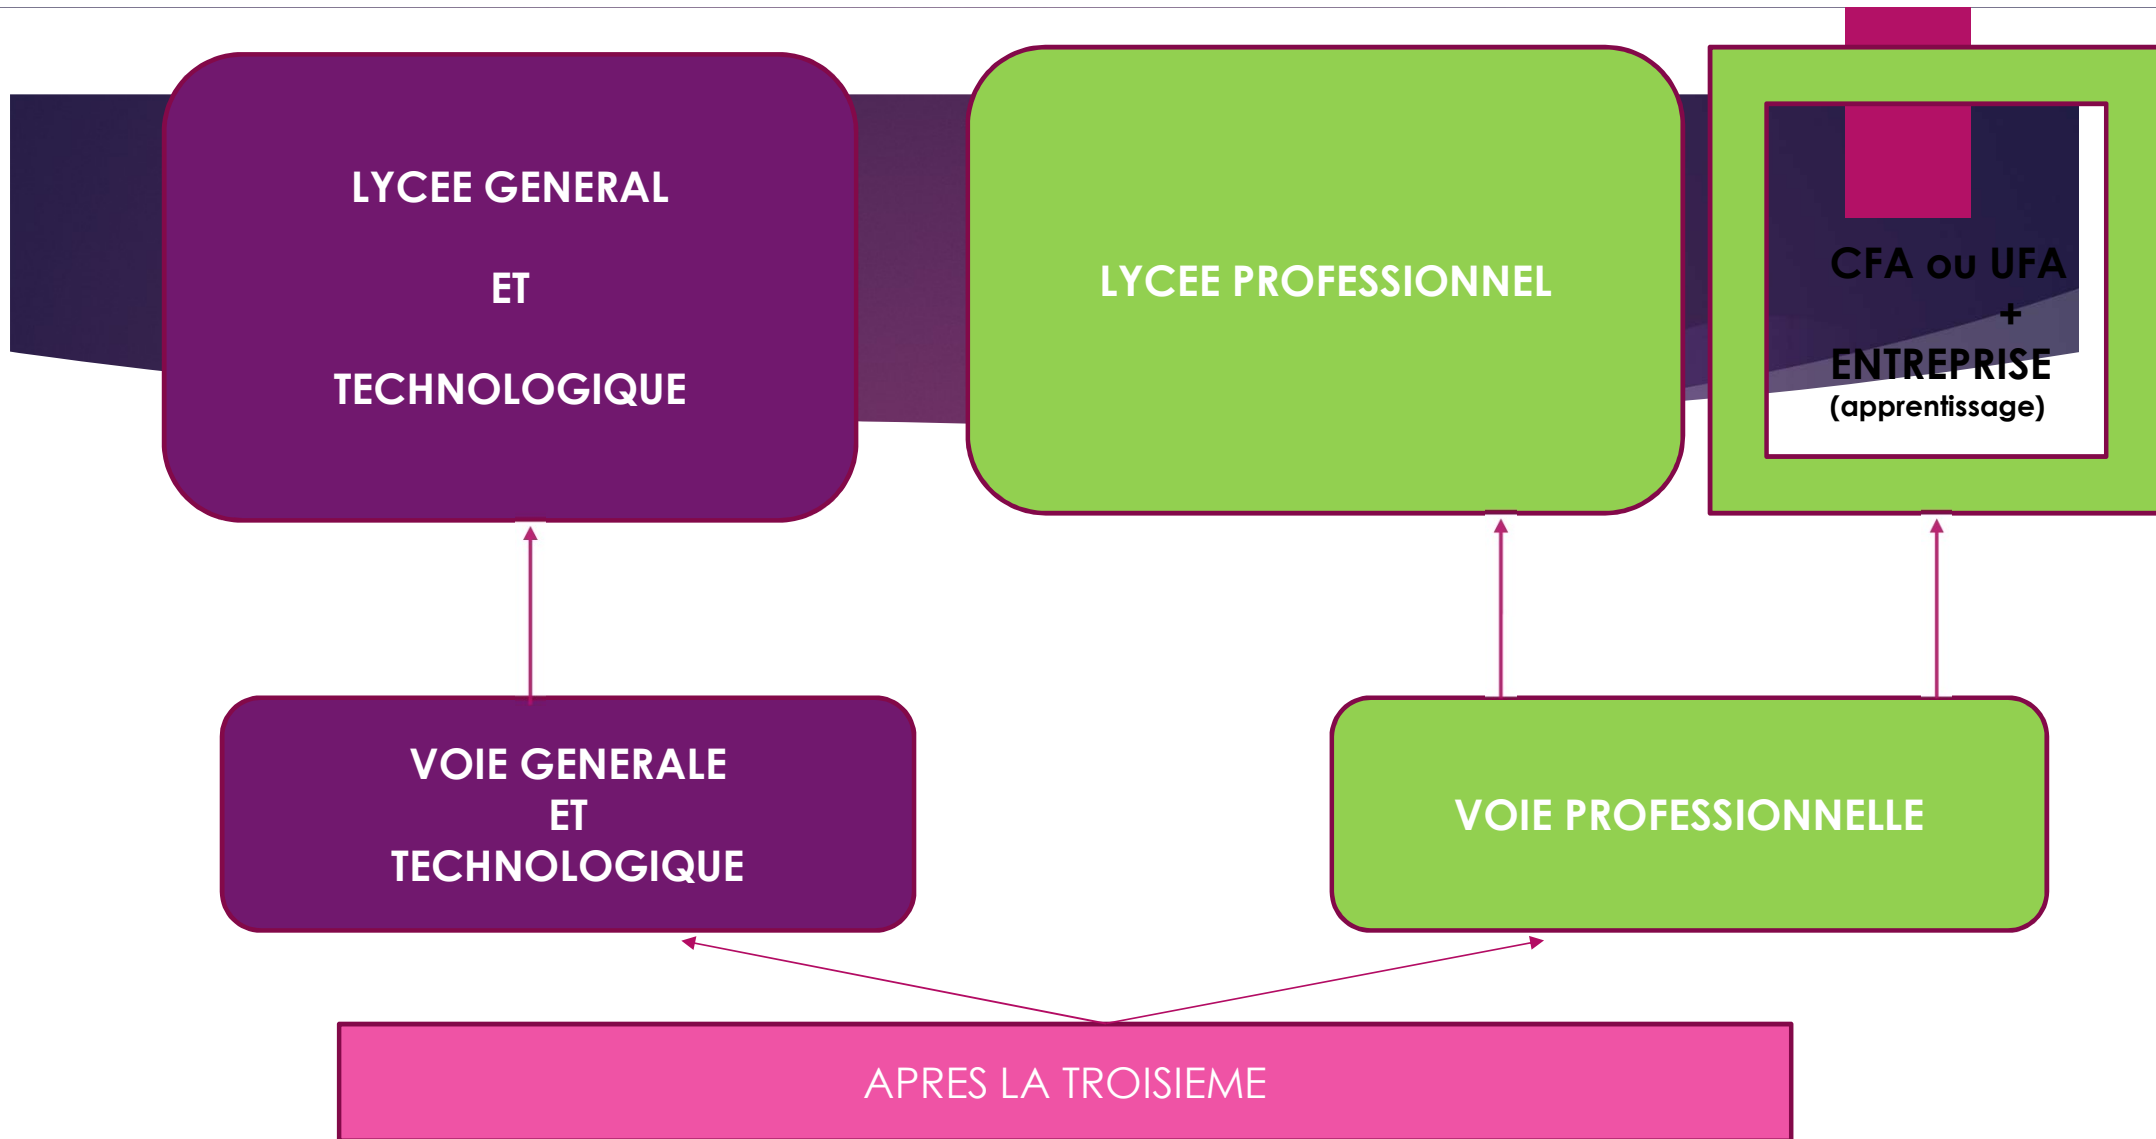 LYCEE GENERAL
ET
TECHNOLOGIQUE
LYCEE PROFESSIONNEL
CFA ou UFA
+
ENTREPRISE
(apprentissage)
VOIE GENERALE
ET
TECHNOLOGIQUE
VOIE PROFESSIONNELLE
APRES LA TROISIEME